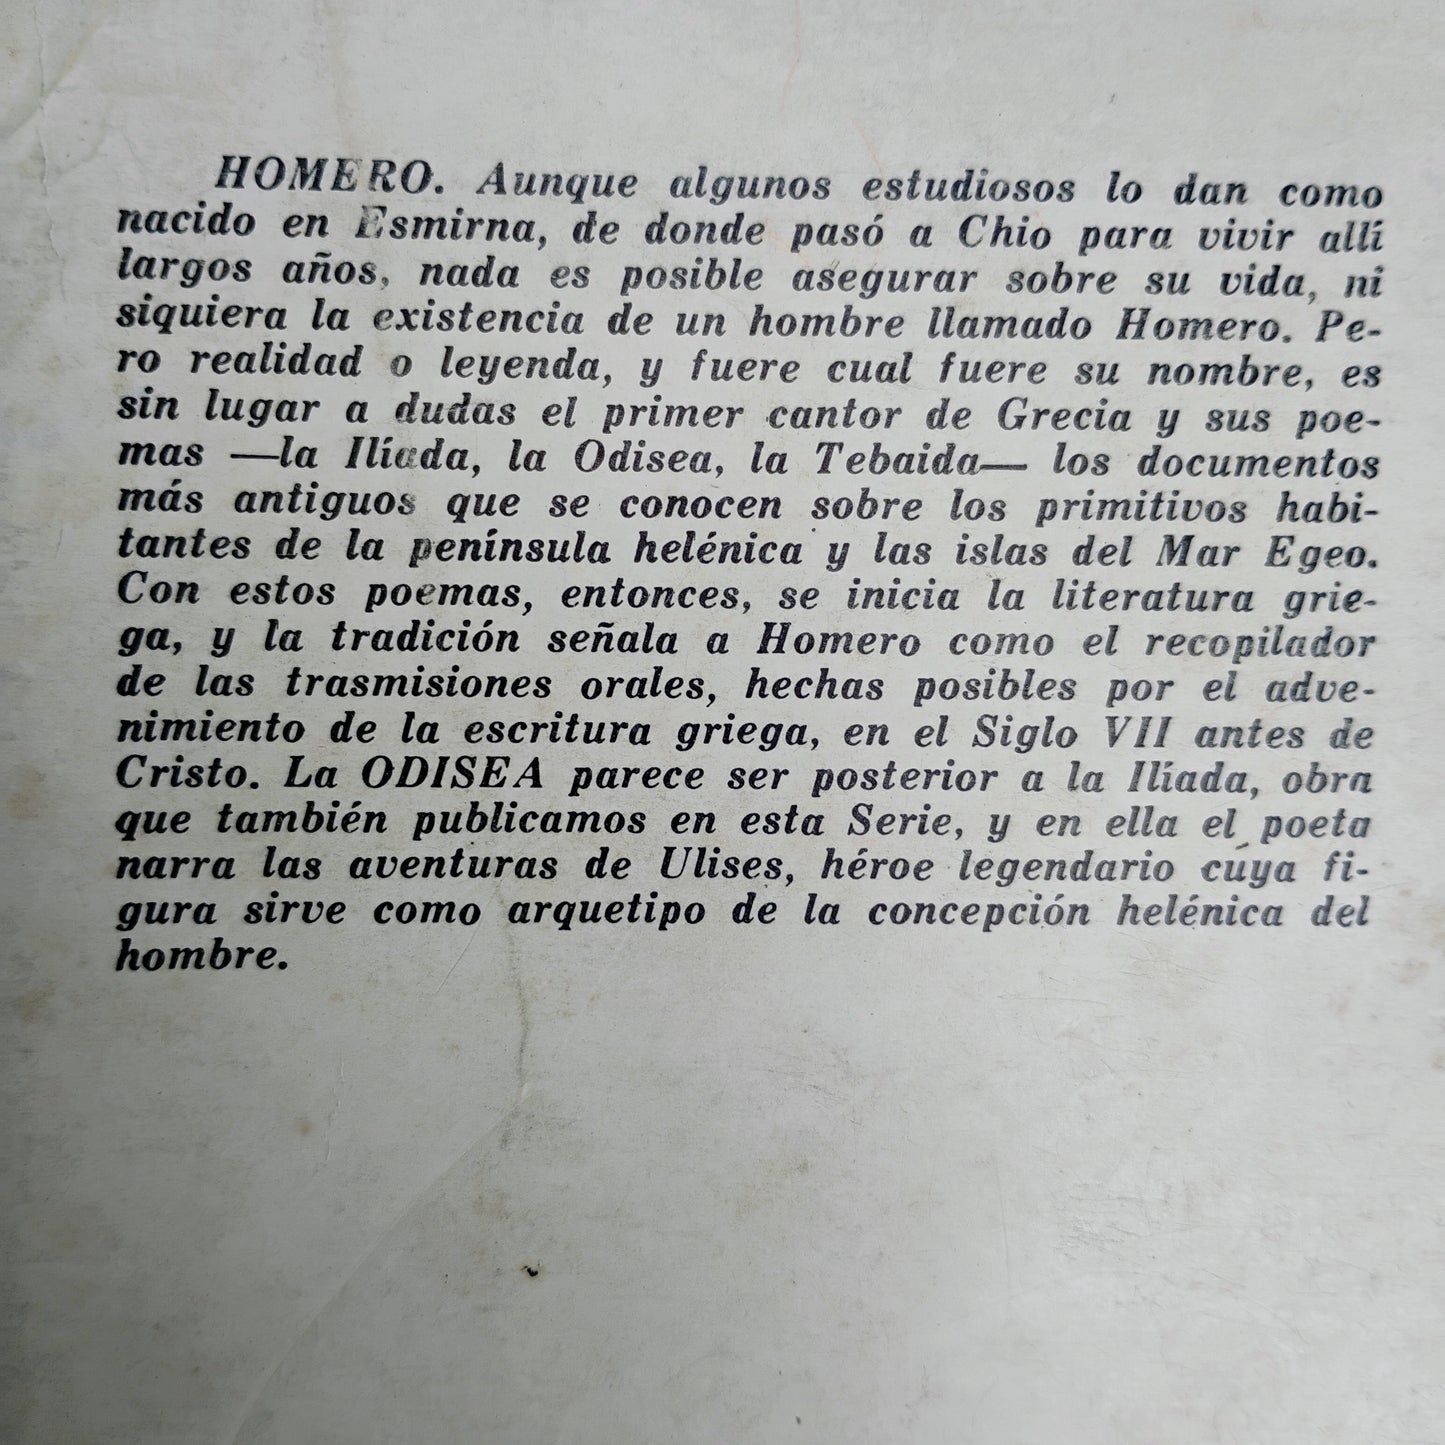 HOMERO. Aunque algunos estudiosos lo dan como
nacido en Esmirna, de donde pasó a Chio para vivir allí
largos años, nada es posible asegurar sobre su vida, ni
siquiera la existencia de un hombre llamado Homero. Pe-
ro realidad o leyenda, y fuere cual fuere su nombre, es
sin lugar a dudas el primer cantor de Grecia y sus poe-
mas —la Ilíada, la Odisea, la Tebaida— los documentos
más antiguos que se conocen sobre los primitivos habi-
tantes de la península helénica y las islas del Mar Egeo.
Con estos poemas, entonces, se inicia la literatura grie-
ga, y la tradición señala a Homero como el recopilador
de las trasmisiones orales, hechas posibles por el adve-
nimiento de la escritura griega, en el Siglo VII antes de
Cristo. La ODISEA parece ser posterior a la Ilíada, obra
que también publicamos en esta Serie, y en ella el poeta
narra las aventuras de Ulises, héroe legendario cuya fi-
gura sirve como arquetipo de la concepción helénica del
hombre.